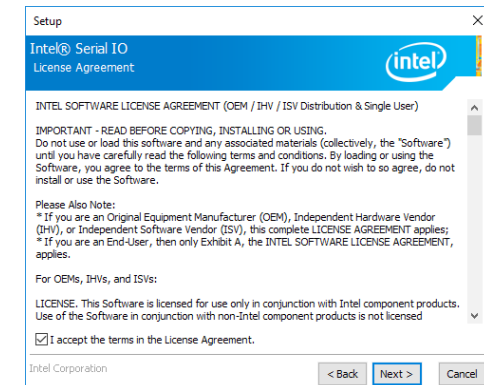 Setup
Intel® Serial IO
License Agreement
intel
INTEL SOFTWARE LICENSE AGREEMENT (OEM / IHV / ISV Distribution & Single User)
IMPORTANT - READ BEFORE COPYING, INSTALLING OR USING.
Do not use or load this software and any associated materials (collectively, the "Software")
until you have carefully read the following terms and conditions. By loading or using the
Software, you agree to the terms of this Agreement. If you do not wish to so agree, do not
install or use the Software.
Please Also Note:
* If you are an Original Equipment Manufacturer (OEM), Independent Hardware Vendor
(IHV), or Independent Software Vendor (ISV), this complete LICENSE AGREEMENT applies;
* If you are an End-User, then only Exhibit A, the INTEL SOFTWARE LICENSE AGREEMENT,
applies.
For OEMs, IHVs, and ISVs:
LICENSE. This Software is licensed for use only in conjunction with Intel component products.
Use of the Software in conjunction with non-Intel component products is not licensed
I accept the terms in the License Agreement.
Intel Corporation
< Back Next > Cancel